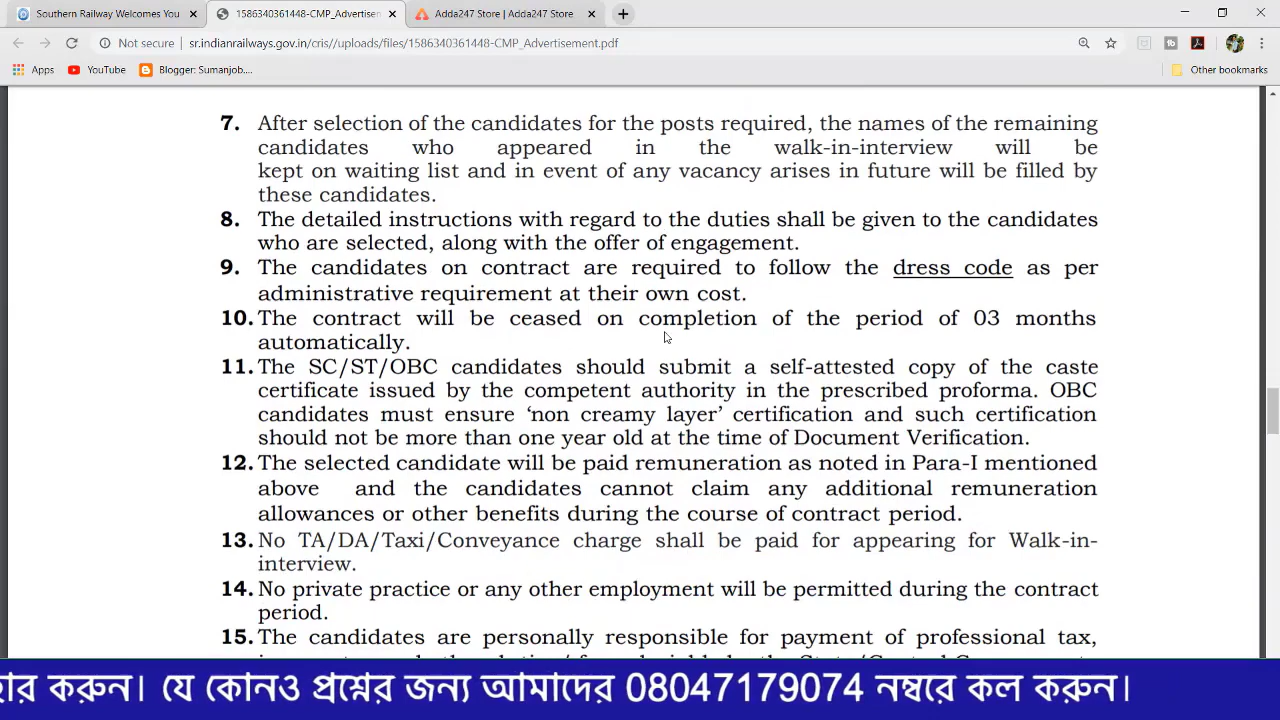 Southern Railway Welcomes You
1586340361448-CMP_Advertisen
Adda247 Store | Adda247 Store
Not secure
sr.indianrailways.gov.in/cris//uploads/files/1586340361448-CMP_Advertisement.pdf
Apps
YouTube
Blogger: Sumanjob....
Other bookmarks
7. After selection of the candidates for the posts required, the names of the remaining
candidates who appeared in the walk-in-interview will be
kept on waiting list and in event of any vacancy arises in future will be filled by
these candidates.
8. The detailed instructions with regard to the duties shall be given to the candidates
who are selected, along with the offer of engagement.
9. The candidates on contract are required to follow the dress code as per
administrative requirement at their own cost.
10. The contract will be ceased on completion of the period of 03 months
automatically.
11. The SC/ST/OBC candidates should submit a self-attested copy of the caste
certificate issued by the competent authority in the prescribed proforma. OBC
candidates must ensure ‘non creamy layer’ certification and such certification
should not be more than one year old at the time of Document Verification.
12. The selected candidate will be paid remuneration as noted in Para-I mentioned
above and the candidates cannot claim any additional remuneration
allowances or other benefits during the course of contract period.
13. No TA/DA/Taxi/Conveyance charge shall be paid for appearing for Walk-in-
interview.
14. No private practice or any other employment will be permitted during the contract
period.
15. The candidates are personally responsible for payment of professional tax,
করুন। যে কোনও প্রশ্নের জন্য আমাদের 08047179074 নম্বরে কল করুন।